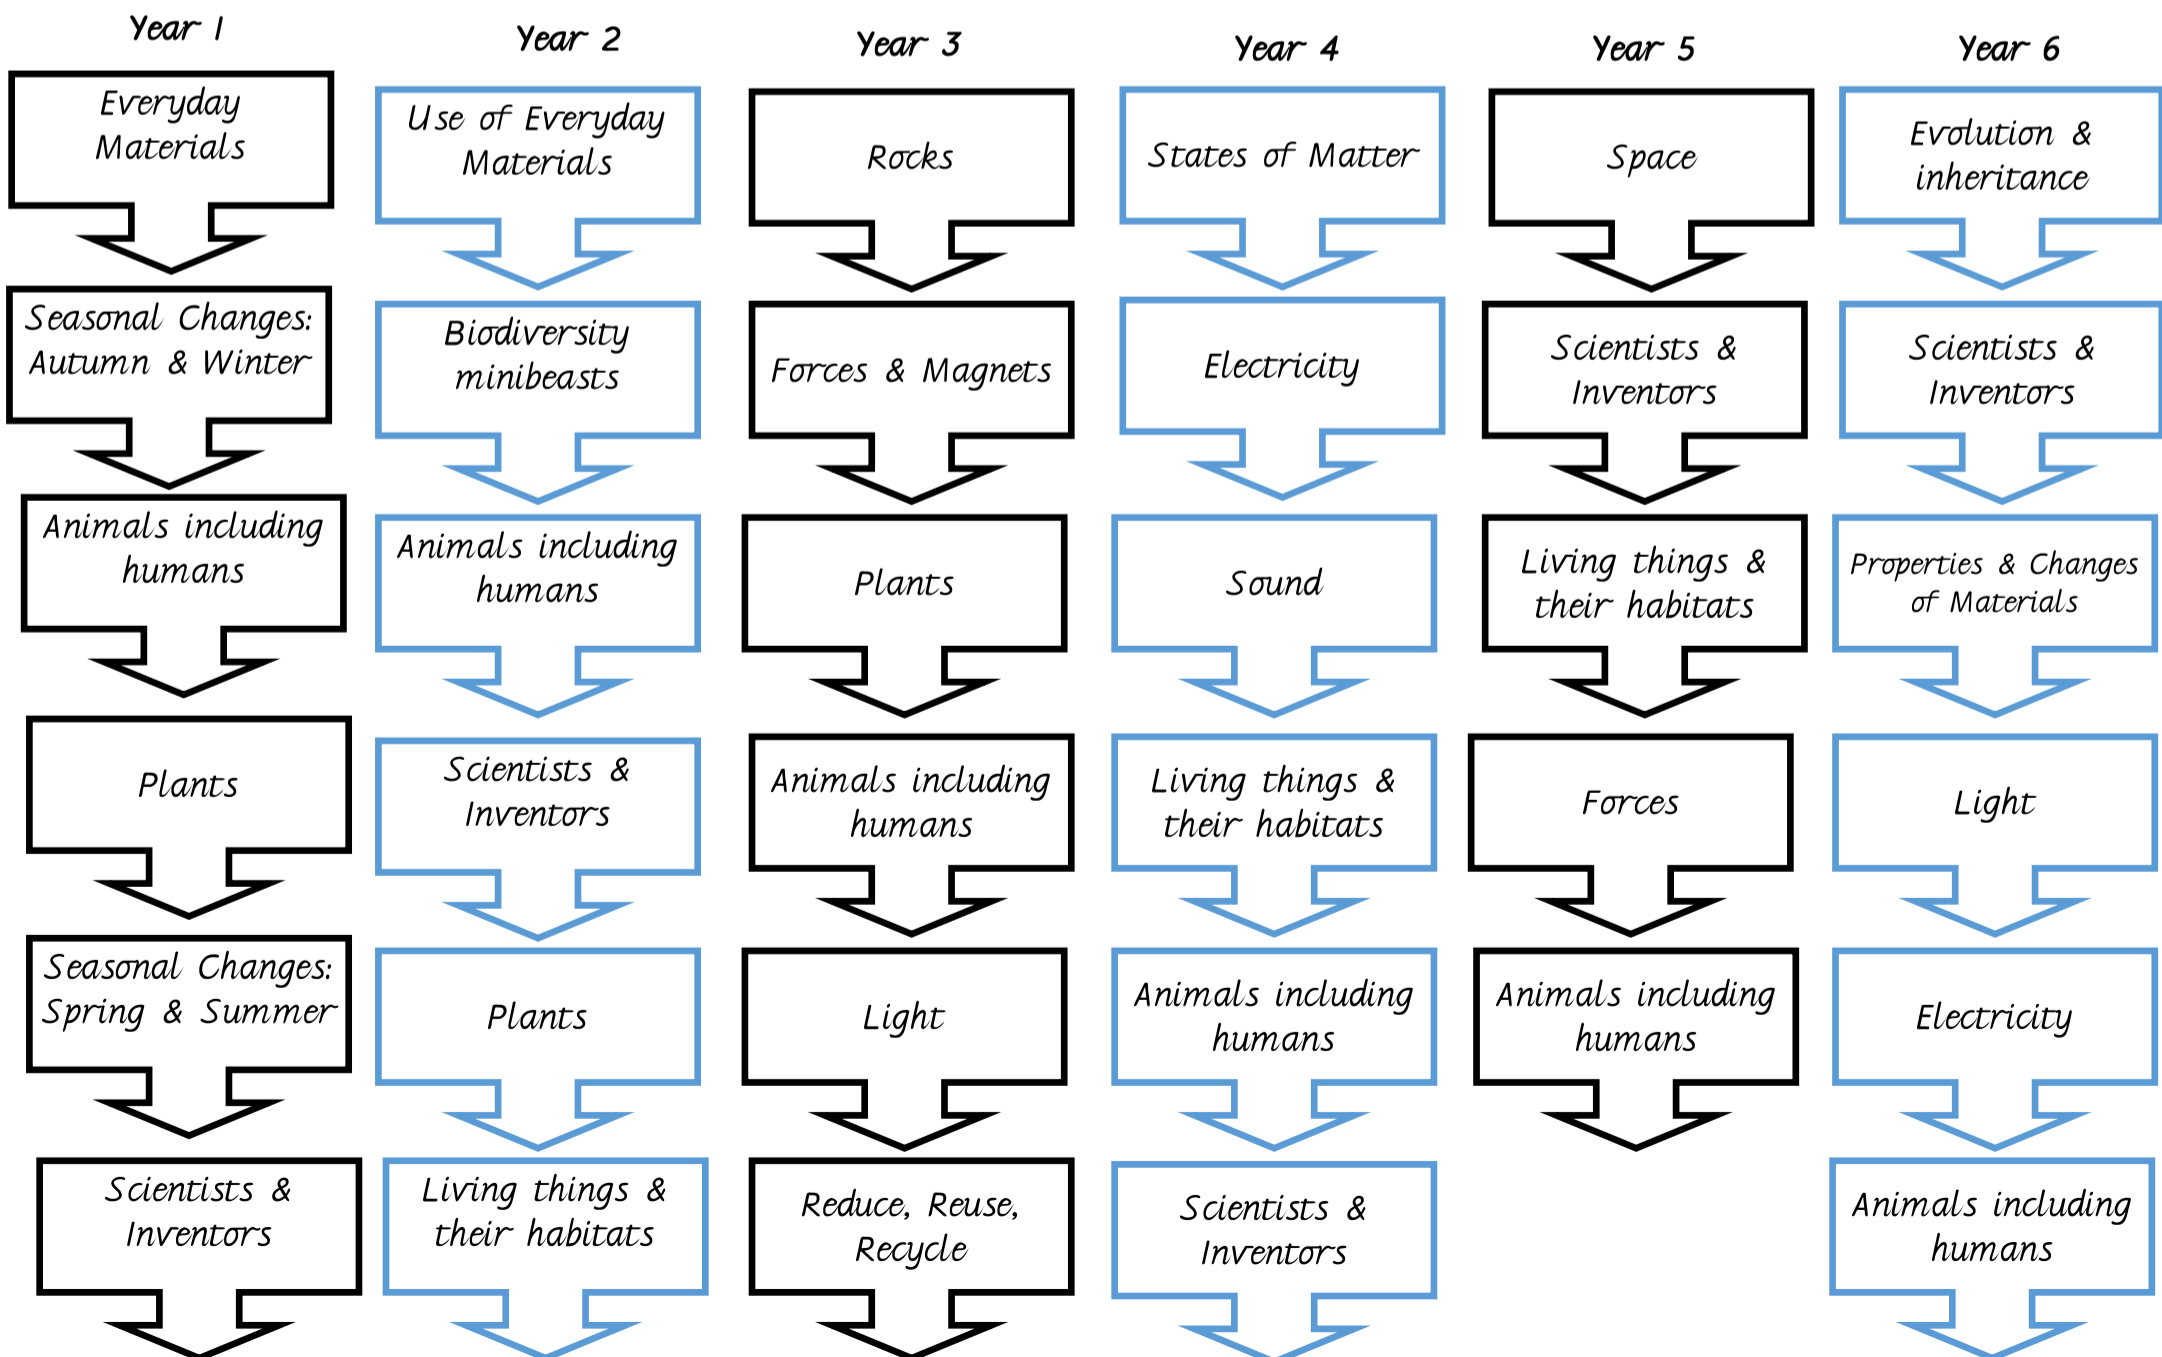 Year 1
Everyday
Materials
Seasonal Changes:
Autumn & Winter
Animals including
humans
Plants
Seasonal Changes:
Spring & Summer
Scientists &
Inventors
Year 2
Use of Everyday
Materials
Biodiversity
minibeasts
Animals including
humans
Scientists &
Inventors
Plants
Living things &
their habitats
Year 3
Rocks
Forces & Magnets
Plants
Animals including
humans
Light
Reduce, Reuse,
Recycle
Year 4
States of Matter
Electricity
Sound
Living things &
their habitats
Animals including
humans
Scientists &
Inventors
Year 5
Space
Scientists &
Inventors
Living things &
their habitats
Forces
Animals including
humans
Year 6
Evolution &
inheritance
Scientists &
Inventors
Properties & Changes
of Materials
Light
Electricity
Animals including
humans